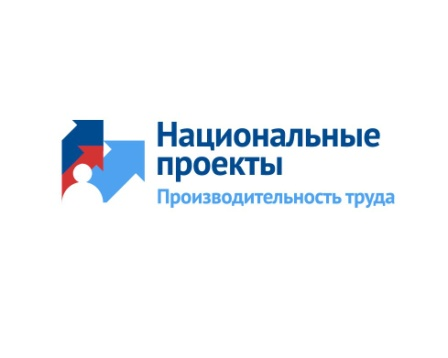 Национальные
проекты
Производительность труда